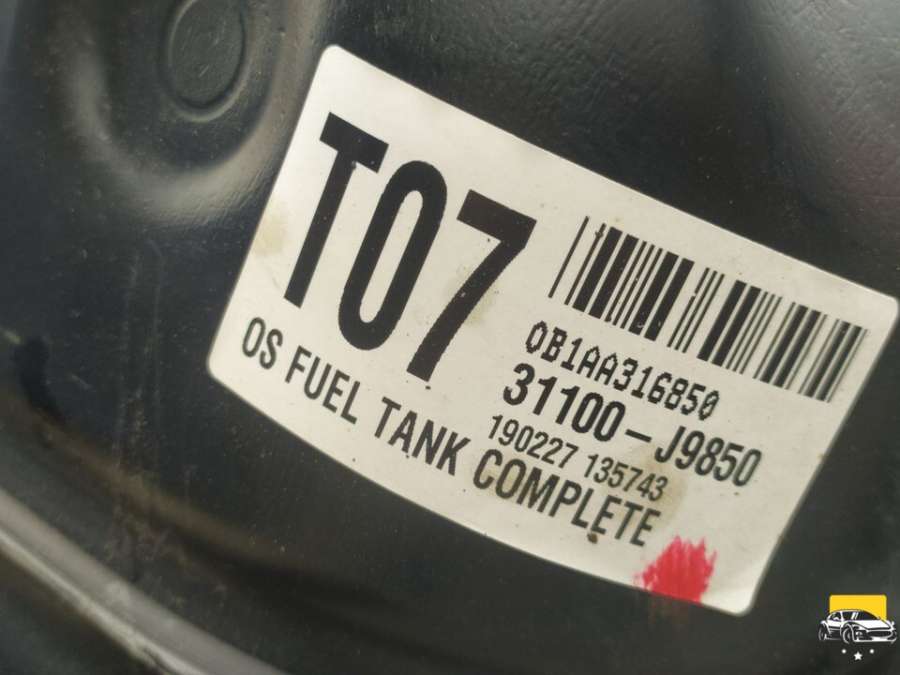 T07
0B1AA316850
31100-J9850
190227 135743
OS FUEL TANK COMPLETE